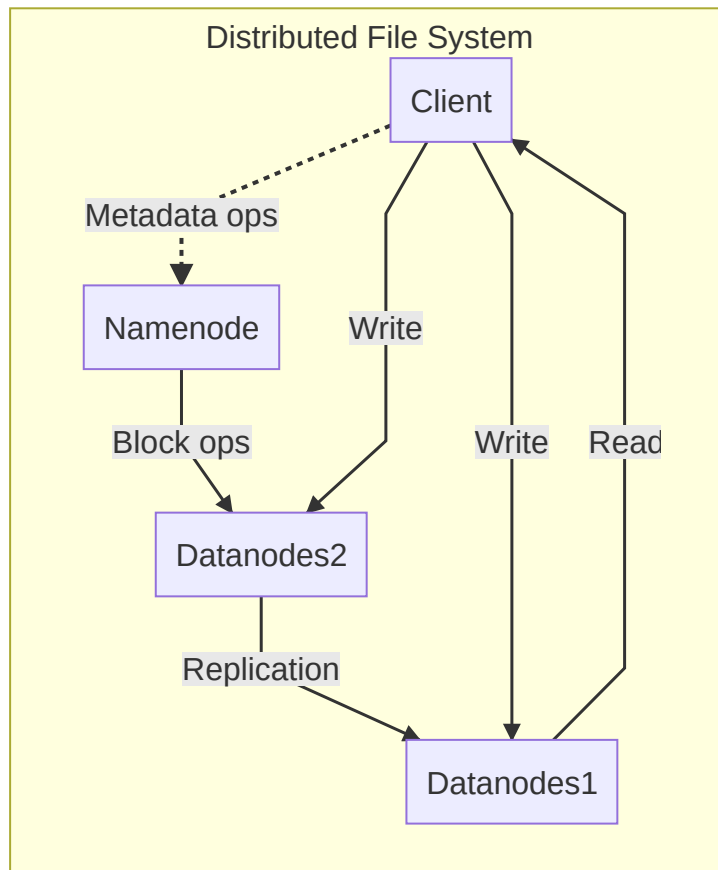 Distributed File System
Client
Metadata ops
Namenode
Write
Block ops
Write
Read
Datanodes2
Replication
Datanodes1